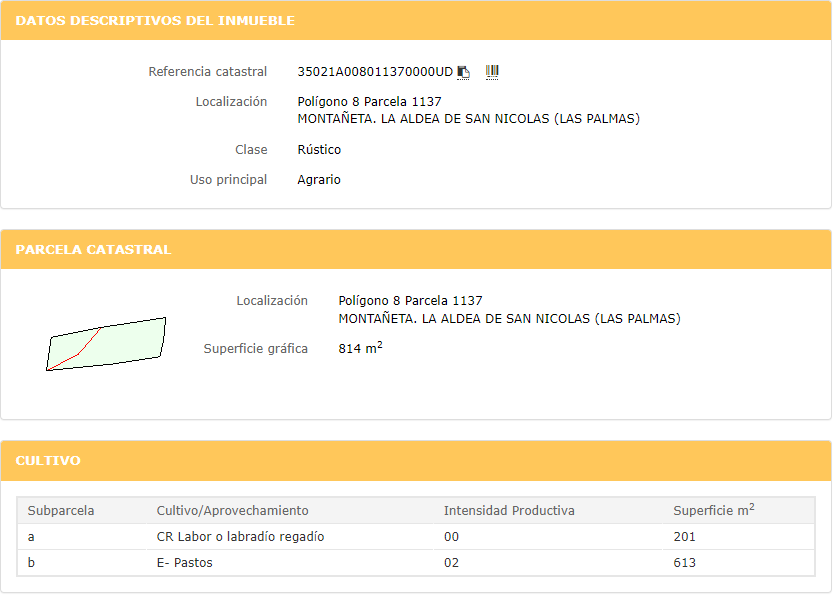 DATOS DESCRIPTIVOS DEL INMUEBLE
Referencia catastral 35021A008011370000UD
Localización Polígono 8 Parcela 1137
MONTAÑETA. LA ALDEA DE SAN NICOLAS (LAS PALMAS)
Clase Rústico
Uso principal Agrario
PARCELA CATASTRAL
Localización Polígono 8 Parcela 1137
MONTAÑETA. LA ALDEA DE SAN NICOLAS (LAS PALMAS)
Superficie gráfica 814 m²
CULTIVO
Subparcela Cultivo/Aprovechamiento Intensidad Productiva Superficie m²
a CR Labor o labradío regadío 00 201
b E- Pastos 02 613